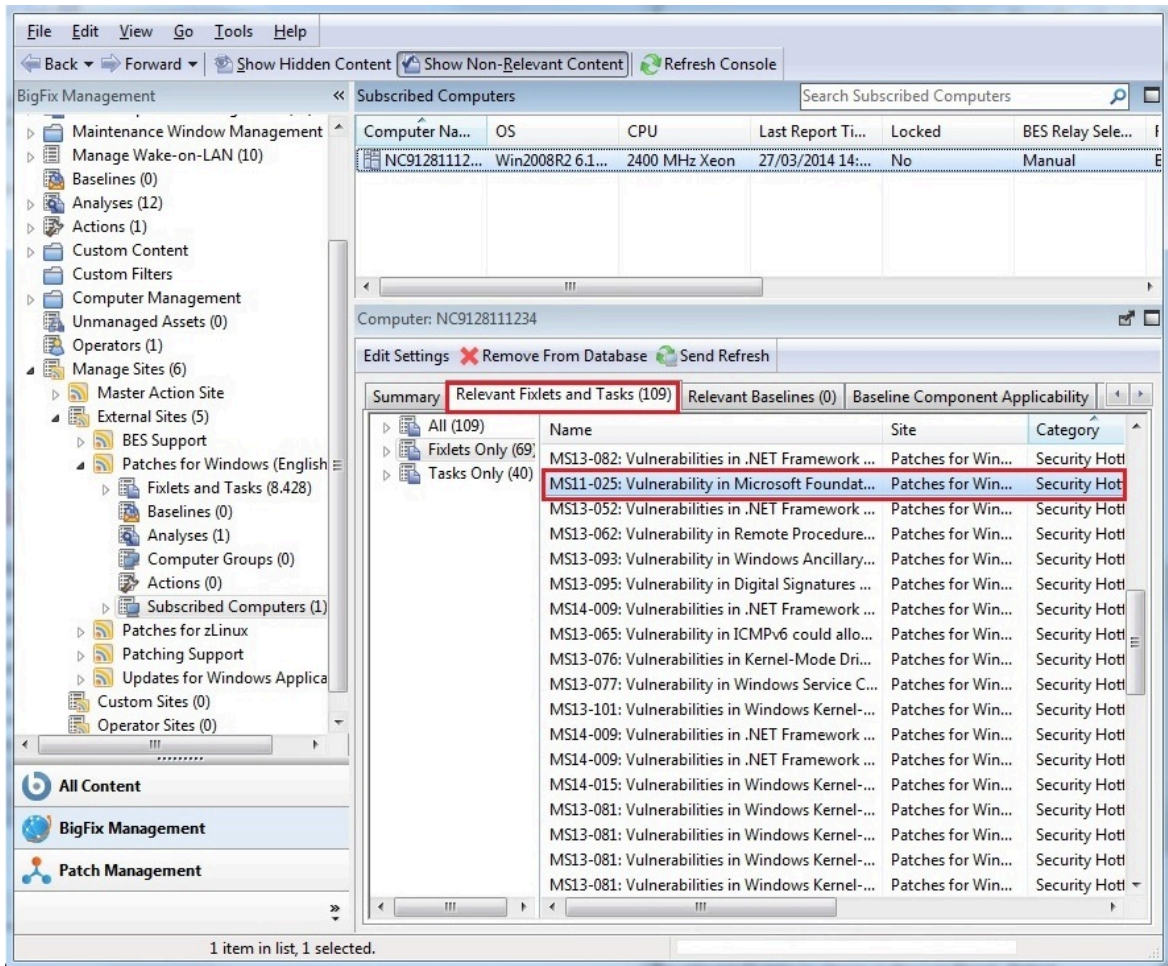 File Edit View Go Tools Help
Back Forward Show Hidden Content Show Non-Relevant Content Refresh Console
BigFix Management
Maintenance Window Management
Manage Wake-on-LAN (10)
Baselines (0)
Analyses (12)
Actions (1)
Custom Content
Custom Filters
Computer Management
Unmanaged Assets (0)
Operators (1)
Manage Sites (6)
Master Action Site
External Sites (5)
BES Support
Patches for Windows (English
Fixlets and Tasks (8.428)
Baselines (0)
Analyses (1)
Computer Groups (0)
Actions (0)
Subscribed Computers (1)
Patches for zLinux
Patching Support
Updates for Windows Applica
Custom Sites (0)
Operator Sites (0)
All Content
BigFix Management
Patch Management
Subscribed Computers Search Subscribed Computers
Computer Na... OS CPU Last Report Ti... Locked BES Relay Sele...
NC91281112... Win2008R2 6.1... 2400 MHz Xeon 27/03/2014 14:... No Manual
Computer: NC9128111234
Edit Settings Remove From Database Send Refresh
Summary Relevant Fixlets and Tasks (109) Relevant Baselines (0) Baseline Component Applicability
All (109)
Fixlets Only (69)
Tasks Only (40)
Name Site Category
MS13-082: Vulnerabilities in .NET Framework ... Patches for Win... Security Hott
MS11-025: Vulnerability in Microsoft Foundat... Patches for Win... Security Hot
MS13-052: Vulnerabilities in .NET Framework ... Patches for Win... Security Hott
MS13-062: Vulnerability in Remote Procedure... Patches for Win... Security Hott
MS13-093: Vulnerability in Windows Ancillary... Patches for Win... Security Hott
MS13-095: Vulnerability in Digital Signatures ... Patches for Win... Security Hott
MS14-009: Vulnerabilities in .NET Framework ... Patches for Win... Security Hott
MS13-065: Vulnerability in ICMPv6 could allo... Patches for Win... Security Hott
MS13-076: Vulnerabilities in Kernel-Mode Dri... Patches for Win... Security Hott
MS13-077: Vulnerability in Windows Service C... Patches for Win... Security Hott
MS13-101: Vulnerabilities in Windows Kernel-... Patches for Win... Security Hott
MS14-009: Vulnerabilities in .NET Framework ... Patches for Win... Security Hott
MS14-009: Vulnerabilities in .NET Framework ... Patches for Win... Security Hott
MS14-015: Vulnerabilities in Windows Kernel-... Patches for Win... Security Hott
MS13-081: Vulnerabilities in Windows Kernel-... Patches for Win... Security Hott
MS13-081: Vulnerabilities in Windows Kernel-... Patches for Win... Security Hott
MS13-081: Vulnerabilities in Windows Kernel-... Patches for Win... Security Hott
MS13-081: Vulnerabilities in Windows Kernel-... Patches for Win... Security Hott
1 item in list, 1 selected.